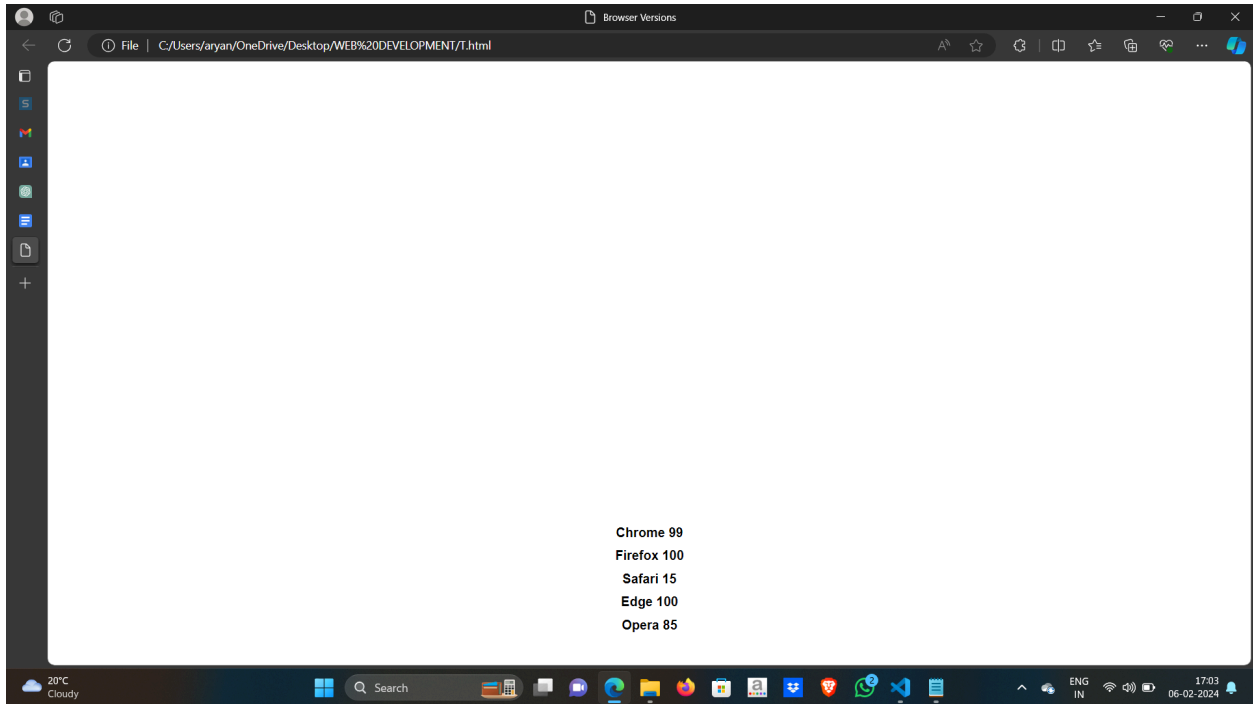 Browser Versions
File | C:/Users/aryan/OneDrive/Desktop/WEB%20DEVELOPMENT/T.html
S
Chrome 99
Firefox 100
Safari 15
Edge 100
Opera 85
20°C
Cloudy
Search
a
2
ENG
IN
17:03
06-02-2024